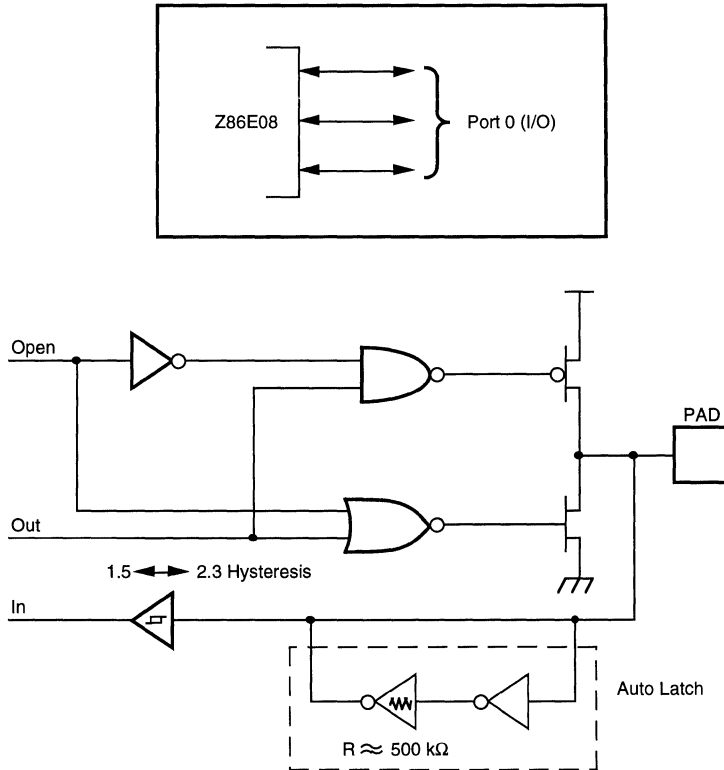 Z86E08
Port 0 (I/O)
Open
PAD
Out
1.5
2.3 Hysteresis
In
Auto Latch
R ≈ 500 kΩ